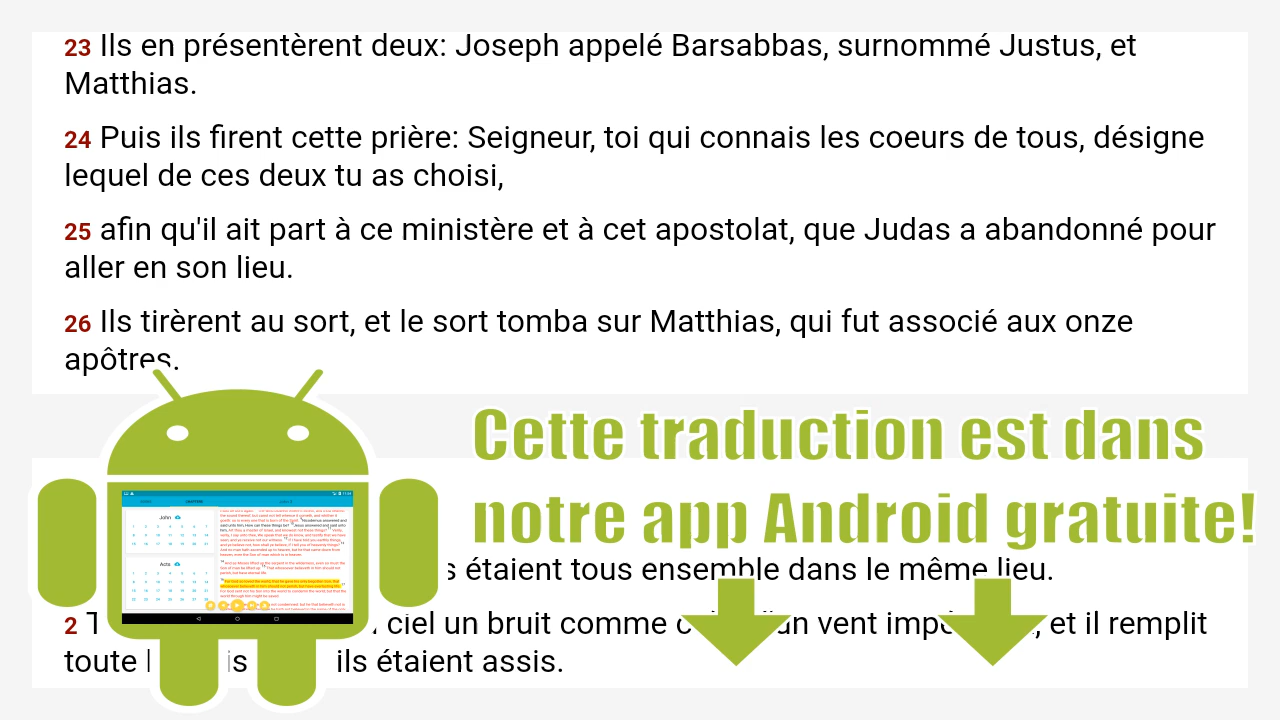 23 Ils en présentèrent deux: Joseph appelé Barsabbas, surnommé Justus, et
Matthias.
24 Puis ils firent cette prière: Seigneur, toi qui connais les coeurs de tous, désigne
lequel de ces deux tu as choisi,
25 afin qu'il ait part à ce ministère et à cet apostolat, que Judas a abandonné pour
aller en son lieu.
26 Ils tirèrent au sort, et le sort tomba sur Matthias, qui fut associé aux onze
apôtres.
Cette traduction est dans
notre app Android gratuite!
étaient tous ensemble dans le même lieu.
2 ciel un bruit comme vent et il remplit
toute ils étaient assis.
John
Acts